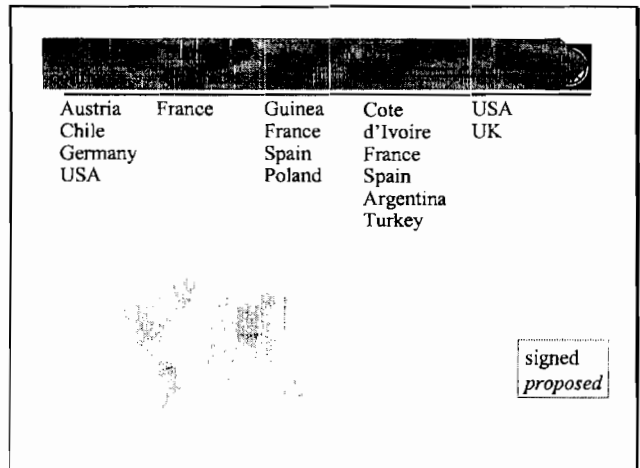 Austria France Guinea Cote USA
Chile France d'Ivoire UK
Germany Spain France
USA Poland Spain
Argentina
Turkey
signed
proposed